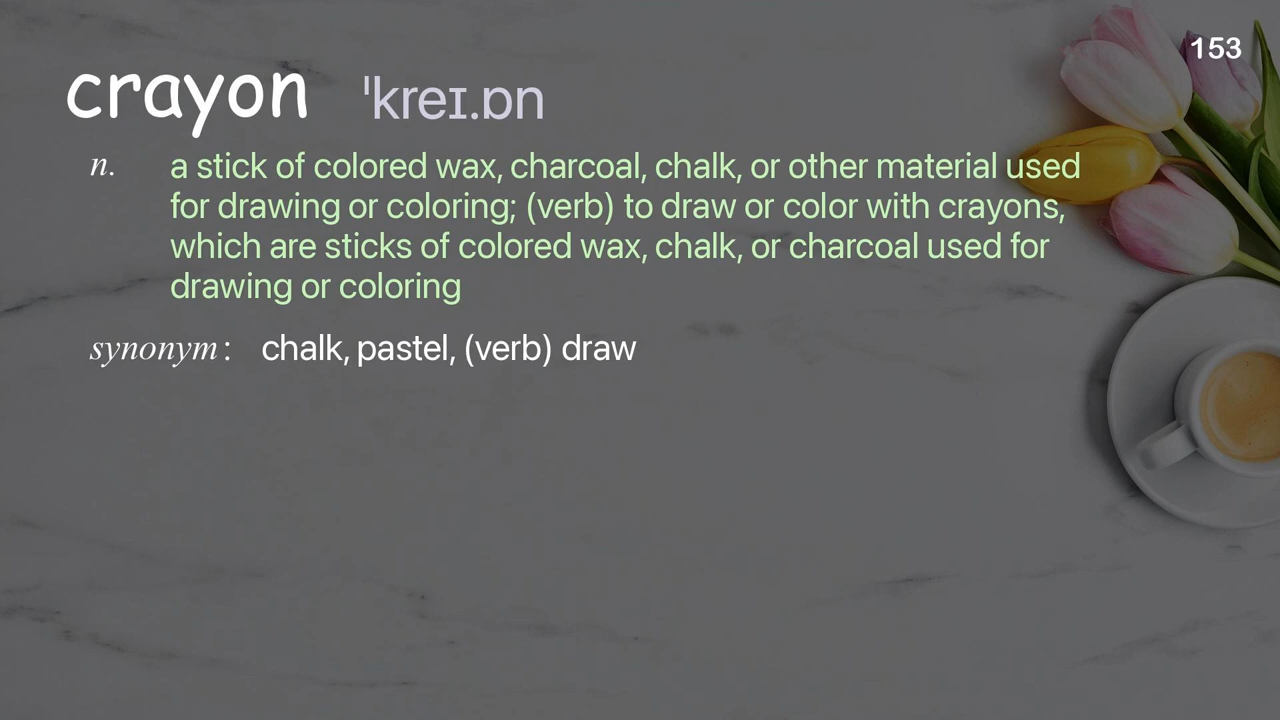 153
crayon ˈkreɪ.ɒn
n. a stick of colored wax, charcoal, chalk, or other material used
for drawing or coloring; (verb) to draw or color with crayons,
which are sticks of colored wax, chalk, or charcoal used for
drawing or coloring
synonym: chalk, pastel, (verb) draw